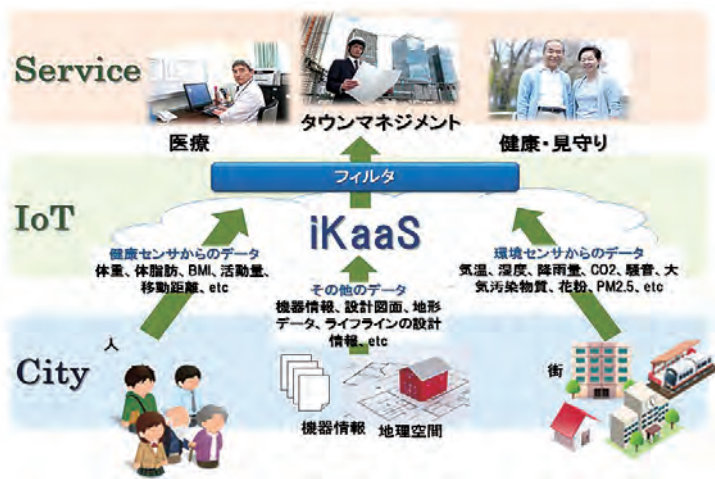 Service
医療
タウンマネジメント
健康・見守り
フィルタ
IoT
iKaaS
健康センサからのデータ
体重、体脂肪、BMI、活動量、
移動距離、etc
その他のデータ
機器情報、設計図面、地形
データ、ライフラインの設計
情報、etc
環境センサからのデータ
気温、湿度、降雨量、CO2、騒音、大
気汚染物質、花粉、PM2.5、etc
City
人
機器情報
地理空間
街